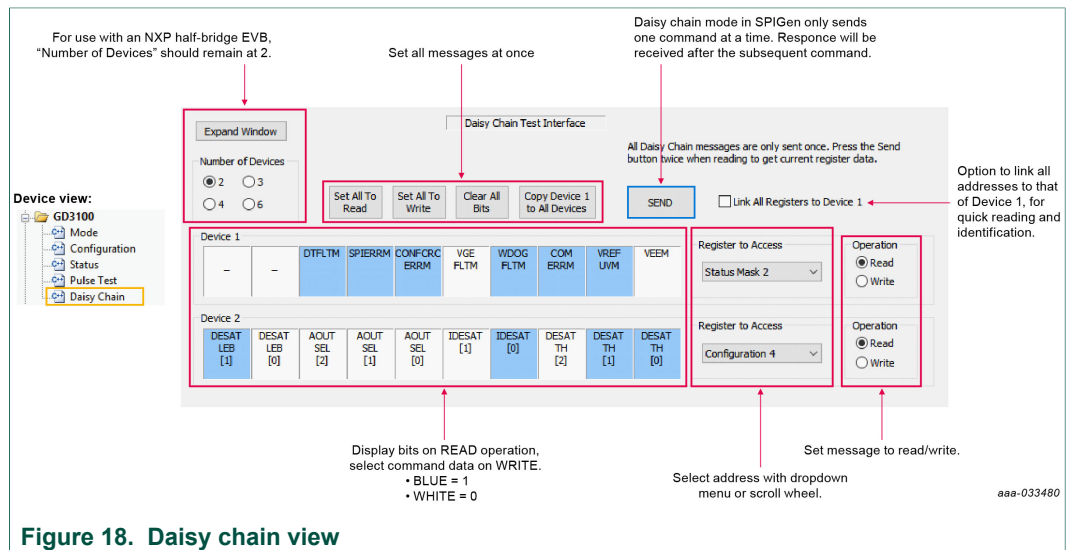 For use with an NXP half-bridge EVB,
“Number of Devices” should remain at 2.
Set all messages at once
Daisy chain mode in SPIGen only sends
one command at a time. Responce will be
received after the subsequent command.
Expand Window
Daisy Chain Test Interface
All Daisy Chain messages are only sent once. Press the Send
button twice when reading to get current register data.
Number of Devices
2 3
4 6
Set All To
Read
Set All To
Write
Clear All
Bits
Copy Device 1
to All Devices
SEND
Link All Registers to Device 1
Option to link all
addresses to that
of Device 1, for
quick reading and
identification.
Device view:
GD3100
Mode
Configuration
Status
Pulse Test
Daisy Chain
Device 1
–
–
DTFLTM
SPIERRM
CONFCRC
ERRM
VGE
FLTM
WDOG
FLTM
COM
ERRM
VREF
UVM
VEEM
Register to Access
Status Mask 2
Operation
Read
Write
Device 2
DESAT
LEB
[1]
DESAT
LEB
[0]
AOUT
SEL
[2]
AOUT
SEL
[1]
AOUT
SEL
[0]
IDESAT
[1]
IDESAT
[0]
DESAT
TH
[2]
DESAT
TH
[1]
DESAT
TH
[0]
Register to Access
Configuration 4
Operation
Read
Write
Display bits on READ operation,
select command data on WRITE.
• BLUE = 1
• WHITE = 0
Select address with dropdown
menu or scroll wheel.
Set message to read/write.
aaa-033480
Figure 18. Daisy chain view